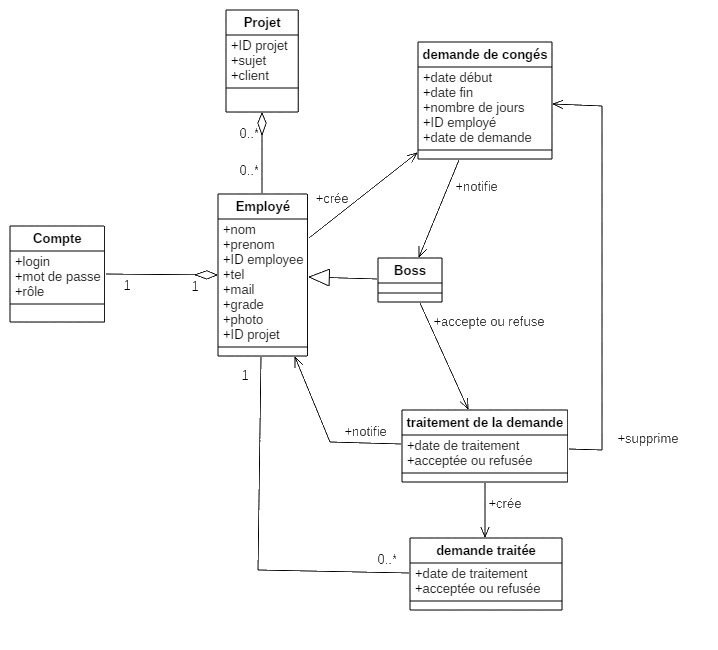 Projet
+ID projet
+sujet
+client
0..*
0..*
demande de congés
+date début
+date fin
+nombre de jours
+ID employé
+date de demande
+crée
+notifie
Employé
+nom
+prenom
+ID employee
+tel
+mail
+grade
+photo
+ID projet
Compte
+login
+mot de passe
+rôle
1
1
Boss
+accepte ou refuse
1
+notifie
traitement de la demande
+date de traitement
+acceptée ou refusée
+supprime
+crée
0..*
demande traitée
+date de traitement
+acceptée ou refusée